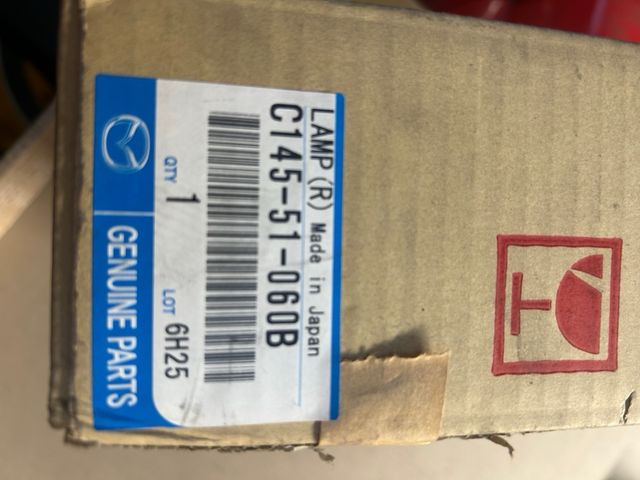 LAMP (R) Made in Japan
C145-51-060B
QTY 1 LOT 6H25
GENUINE PARTS